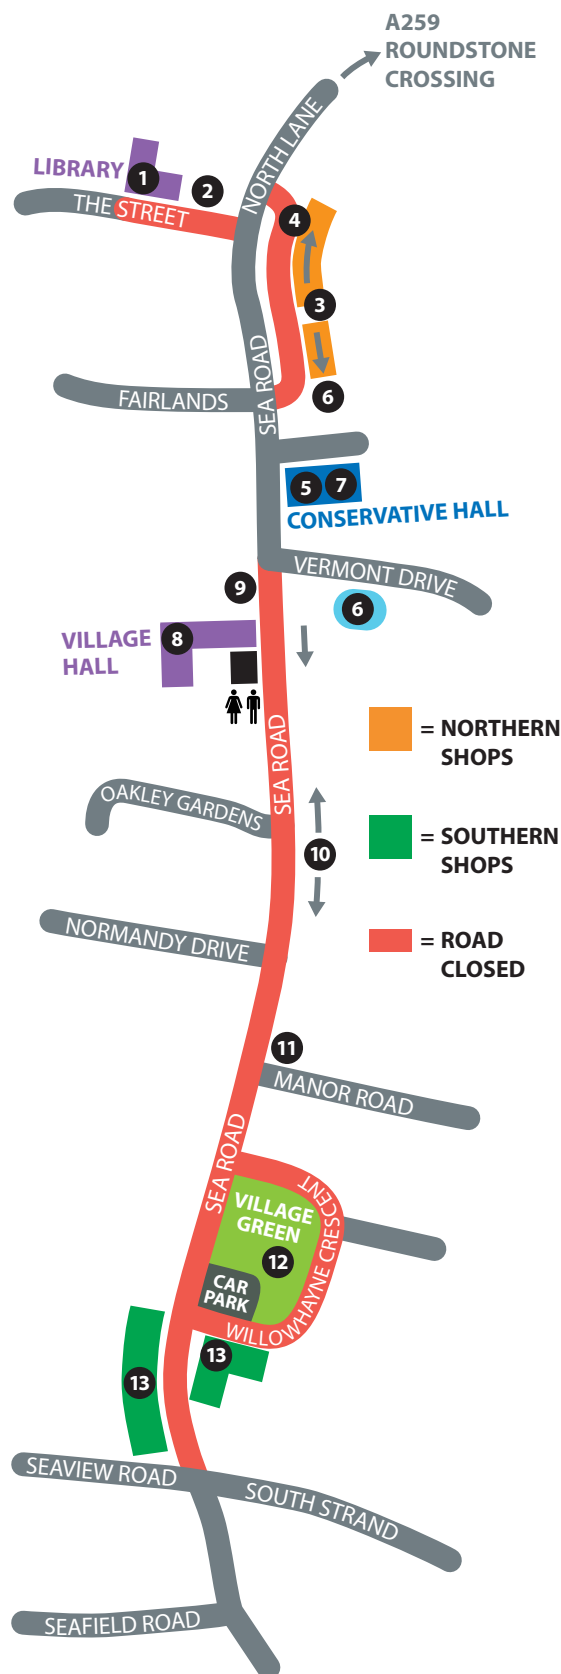 A259
ROUNDSTONE
CROSSING
NORTH LANE
LIBRARY
1
2
THE STREET
4
3
SEA ROAD
6
FAIRLANDS
5
7
CONSERVATIVE HALL
VERMONT DRIVE
9
6
VILLAGE
HALL
8
= NORTHERN
SHOPS
SEA ROAD
OAKLEY GARDENS
= SOUTHERN
SHOPS
10
NORMANDY DRIVE
= ROAD
CLOSED
11
MANOR ROAD
SEA ROAD
VILLAGE
GREEN
12
WILLOWHAYNE CRESCENT
CAR
PARK
13
13
SEAVIEW ROAD
SOUTH STRAND
SEAFIELD ROAD